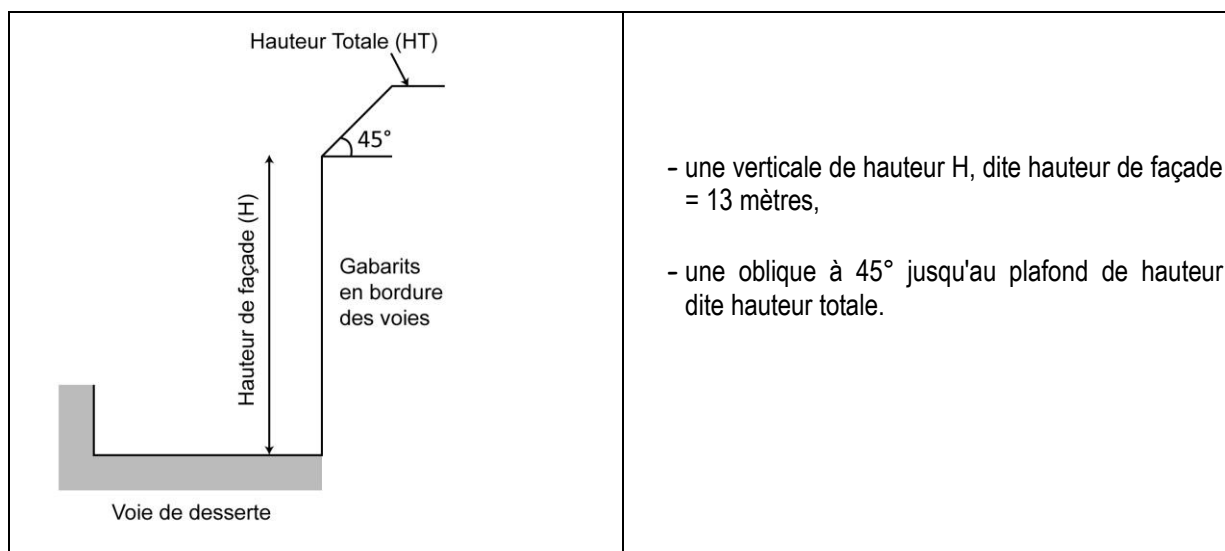 Hauteur Totale (HT)
45°
Hauteur de façade (H)
Gabarits
en bordure
des voies
Voie de desserte
- une verticale de hauteur H, dite hauteur de façade
= 13 mètres,
- une oblique à 45° jusqu'au plafond de hauteur
dite hauteur totale.